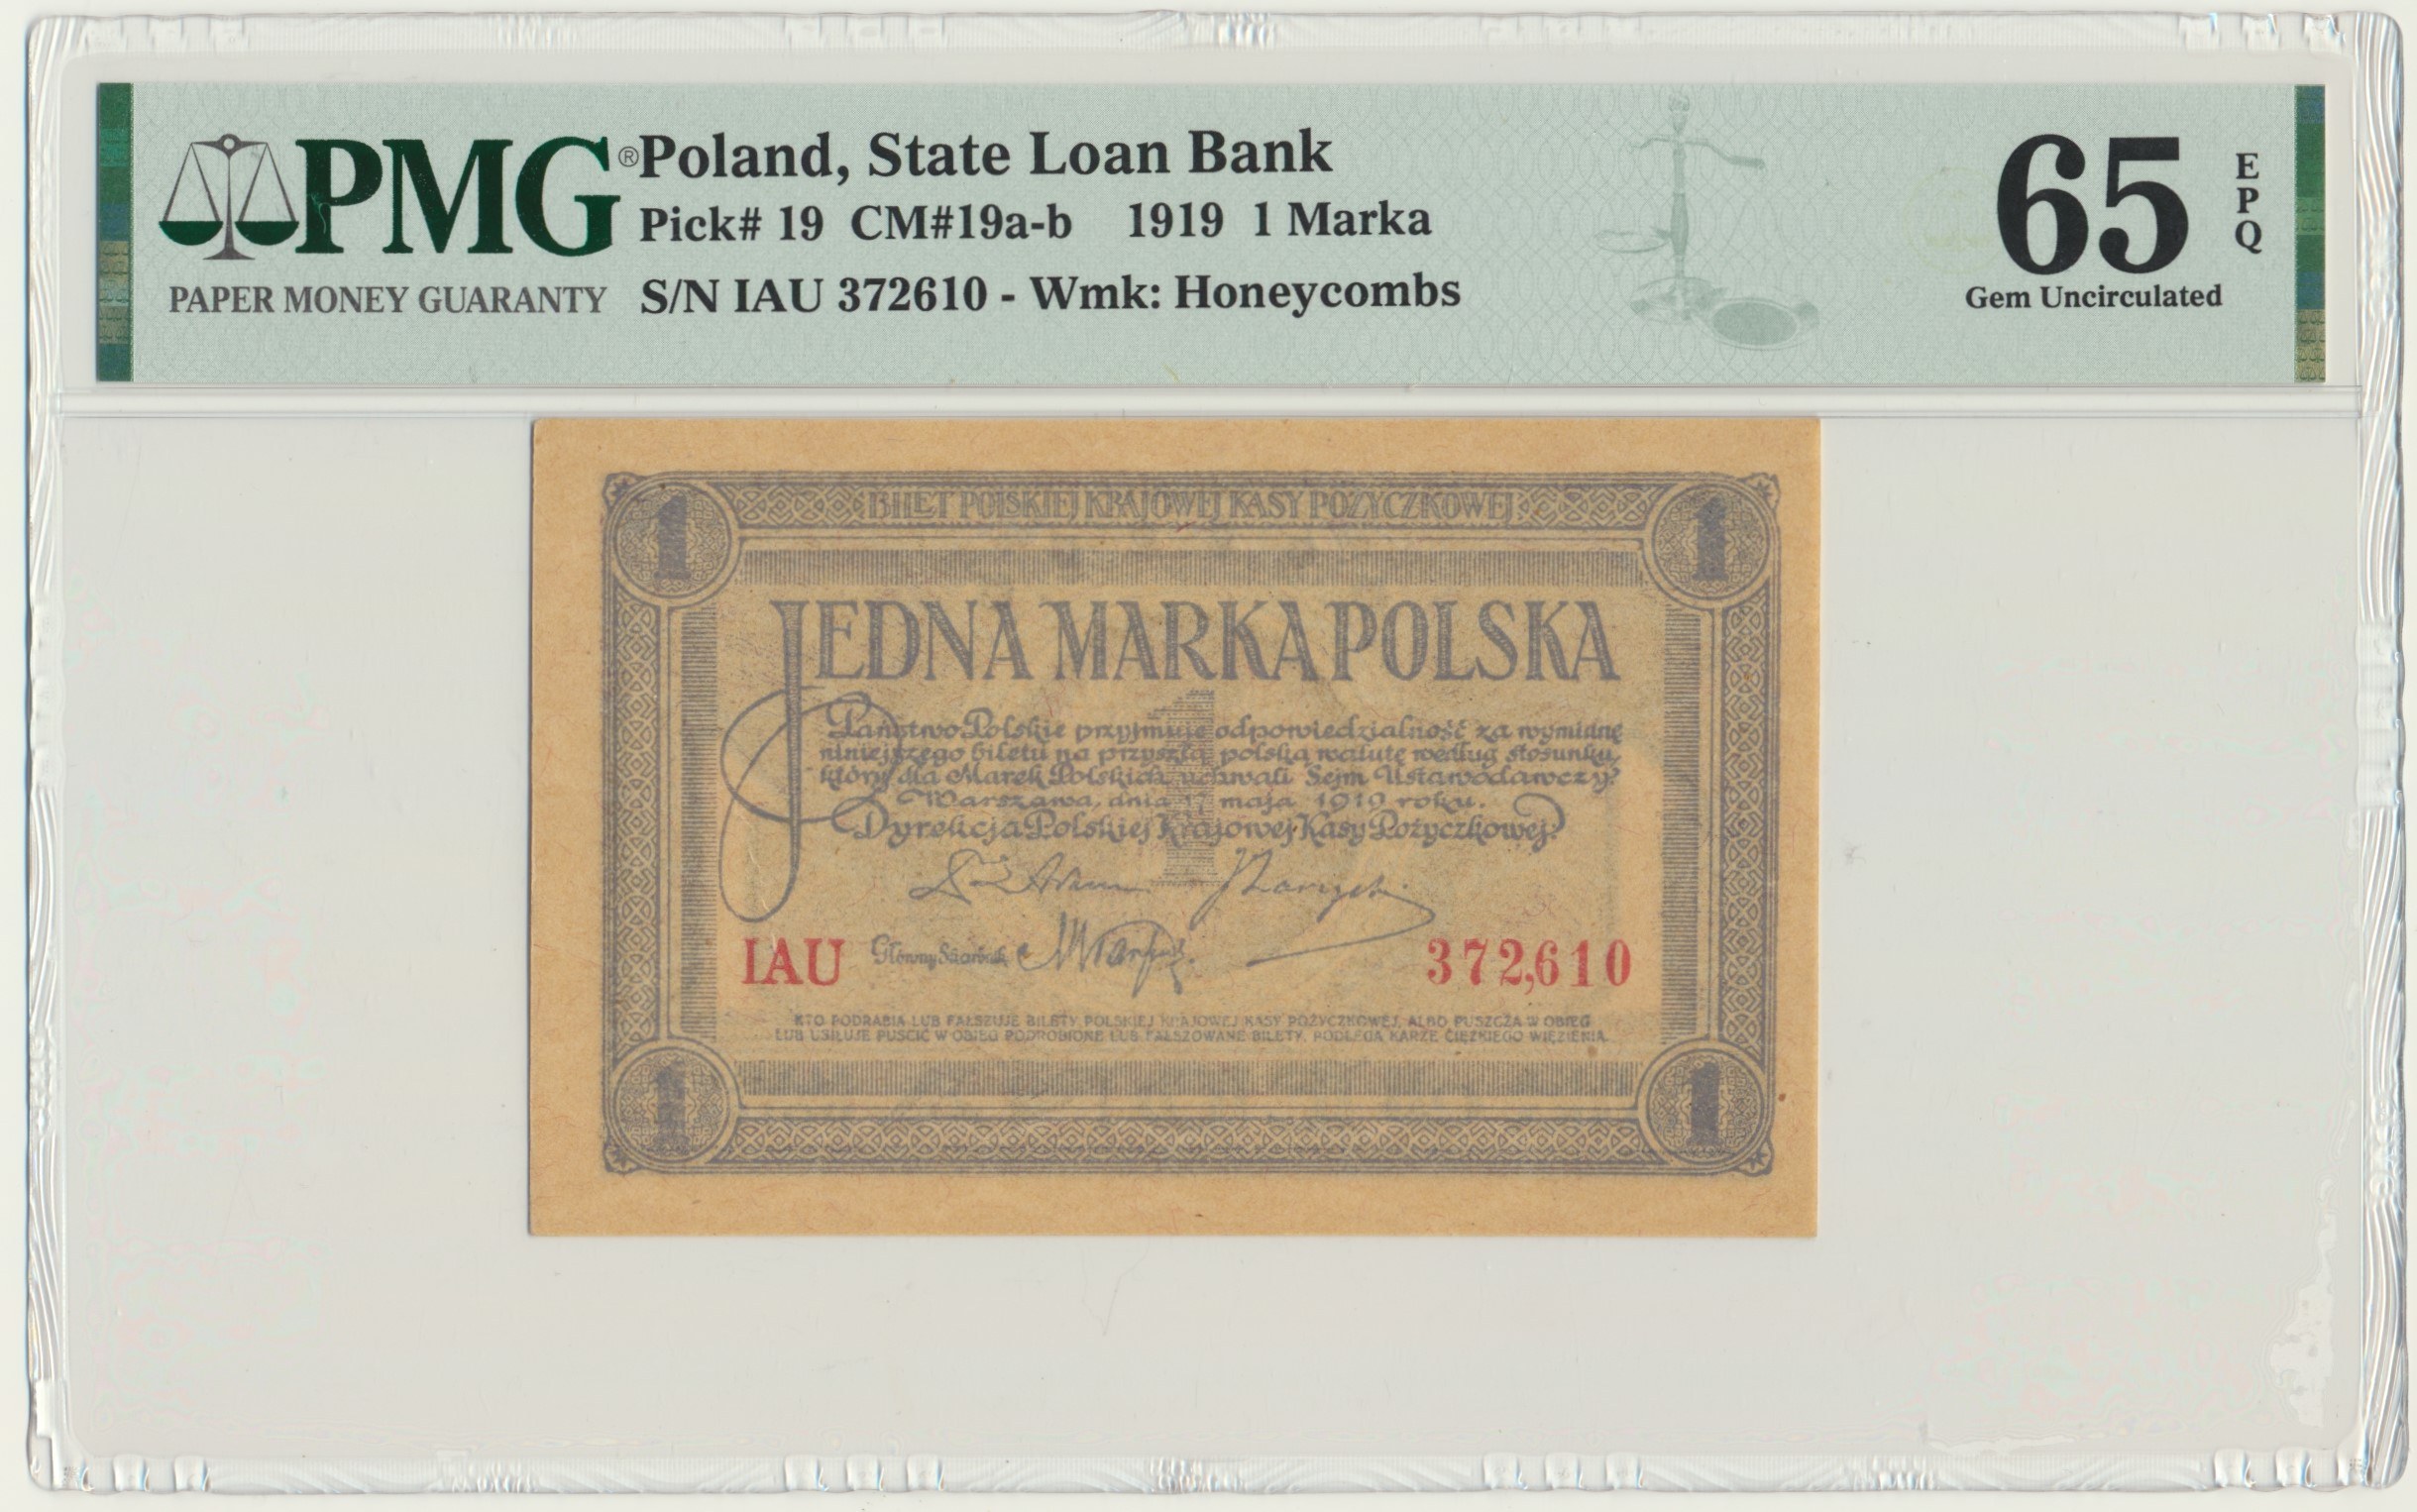 PMG®
PAPER MONEY GUARANTY
Poland, State Loan Bank
Pick# 19 CM#19a-b 1919 1 Marka
S/N IAU 372610 - Wmk: Honeycombs
65
EPQ
Gem Uncirculated
1 BILET POLSKIEJ KRAJOWEJ KASY POŻYCZKOWEJ 1
JEDNA MARKA POLSKA
1
Państwo Polskie przyjmuje odpowiedzialność za wymianę
niniejszego biletu na przyszłą polską walutę według stosunku,
który dla Marek Polskich uchwali Sejm Ustawodawczy.
Warszawa, dnia 17 maja 1919 roku.
Dyrekcja Polskiej Krajowej Kasy Pożyczkowej.
IAU Główny Skarbnik 372,610
KTO PODRABIA LUB FAŁSZUJE BILETY POLSKIEJ KRAJOWEJ KASY POŻYCZKOWEJ, ALBO PUSZCZA W OBIEG
LUB USIŁUJE PUŚCIĆ W OBIEG PODROBIONE LUB FAŁSZOWANE BILETY, PODLEGA KARZE CIĘŻKIEGO WIĘZIENIA.
1 1